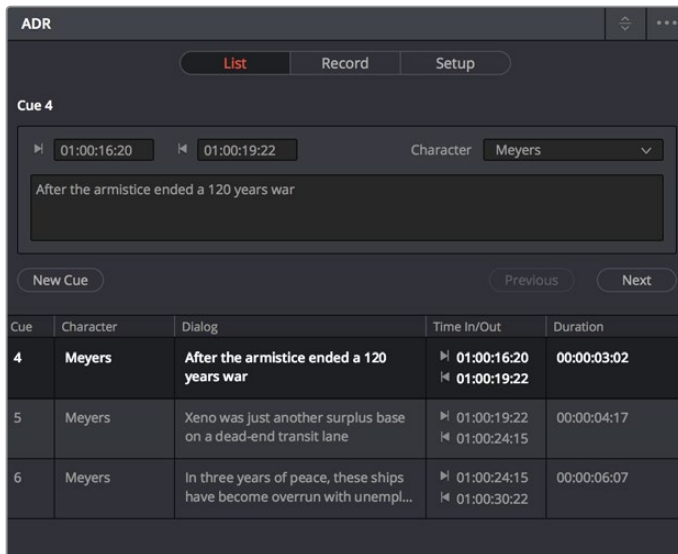 ADR
List Record Setup
Cue 4
01:00:16:20 01:00:19:22 Character Meyers
After the armistice ended a 120 years war
New Cue Previous Next
Cue Character Dialog Time In/Out Duration
4 Meyers After the armistice ended a 120 01:00:16:20 00:00:03:02
years war 01:00:19:22
5 Meyers Xeno was just another surplus base 01:00:19:22 00:00:04:17
on a dead-end transit lane 01:00:24:15
6 Meyers In three years of peace, these ships 01:00:24:15 00:00:06:07
have become overrun with unempl... 01:00:30:22